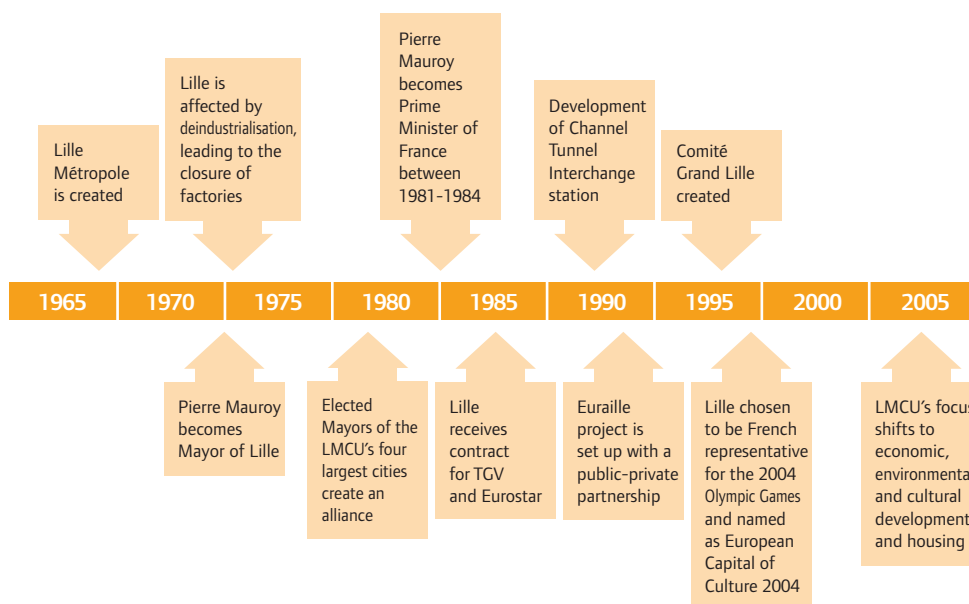 Lille
Métropole
is created
Lille is
affected by
deindustrialisation,
leading to the
closure of
factories
Pierre
Mauroy
becomes
Prime
Minister of
France
between
1981–1984
Development
of Channel
Tunnel
Interchange
station
Comité
Grand Lille
created
1965 1970 1975 1980 1985 1990 1995 2000 2005
Pierre Mauroy
becomes
Mayor of Lille
Elected
Mayors of the
LMCU's four
largest cities
create an
alliance
Lille
receives
contract
for TGV
and Eurostar
Euraille
project is
set up with a
public–private
partnership
Lille chosen
to be French
representative
for the 2004
Olympic Games
and named
as European
Capital of
Culture 2004
LMCU's focus
shifts to
economic,
environmenta
and cultural
development
and housing